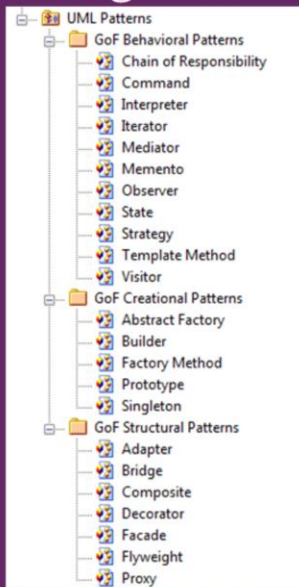 UML Patterns
GoF Behavioral Patterns
Chain of Responsibility
Command
Interpreter
Iterator
Mediator
Memento
Observer
State
Strategy
Template Method
Visitor
GoF Creational Patterns
Abstract Factory
Builder
Factory Method
Prototype
Singleton
GoF Structural Patterns
Adapter
Bridge
Composite
Decorator
Facade
Flyweight
Proxy